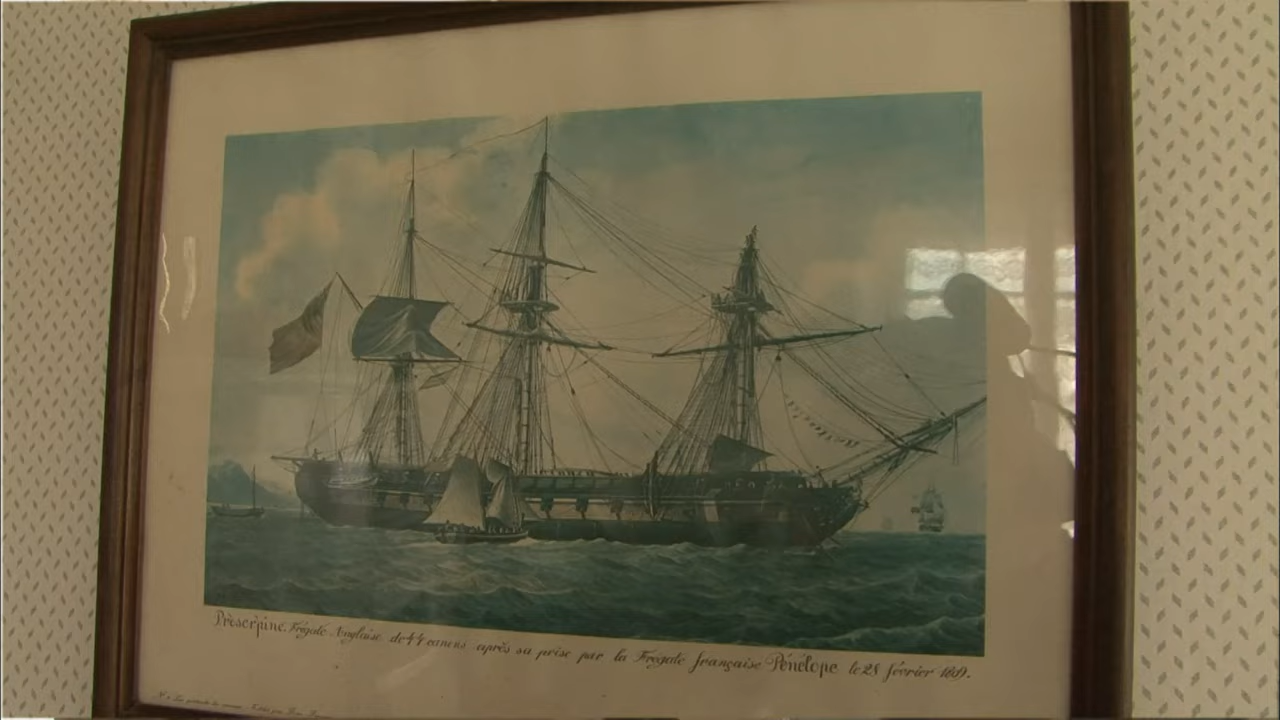 Proserpine, Frégate Anglaise de 44 canons après sa prise par la Frégate française Pénélope le 28 février 1809.